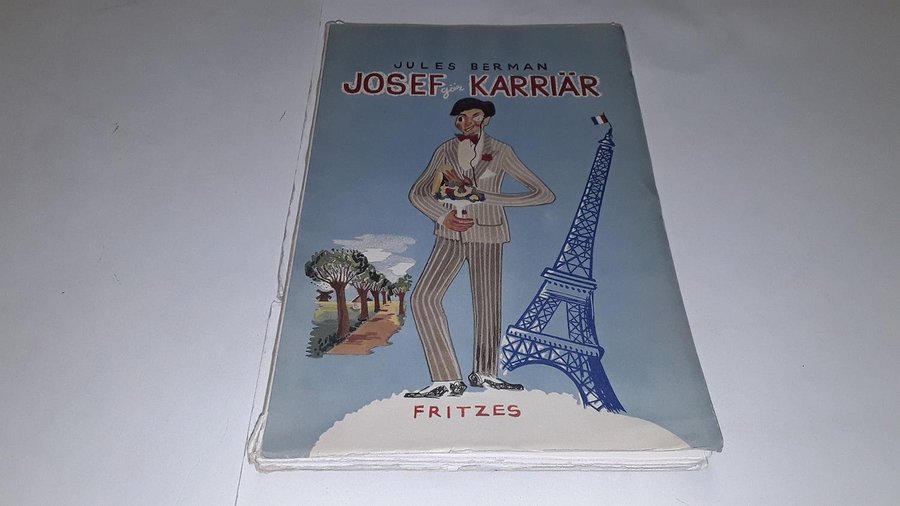 JULES BERMAN
JOSEF gör KARRIÄR
FRITZES